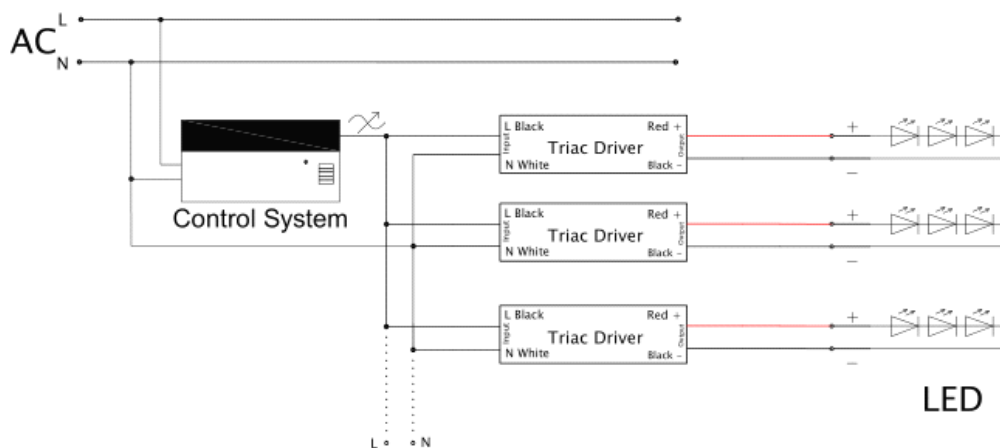 L
AC
N
Control System
L Black Red +
Input Triac Driver Output
N White Black -
+
-
L Black Red +
Input Triac Driver Output
N White Black -
+
-
L Black Red +
Input Triac Driver Output
N White Black -
+
-
LED
L N